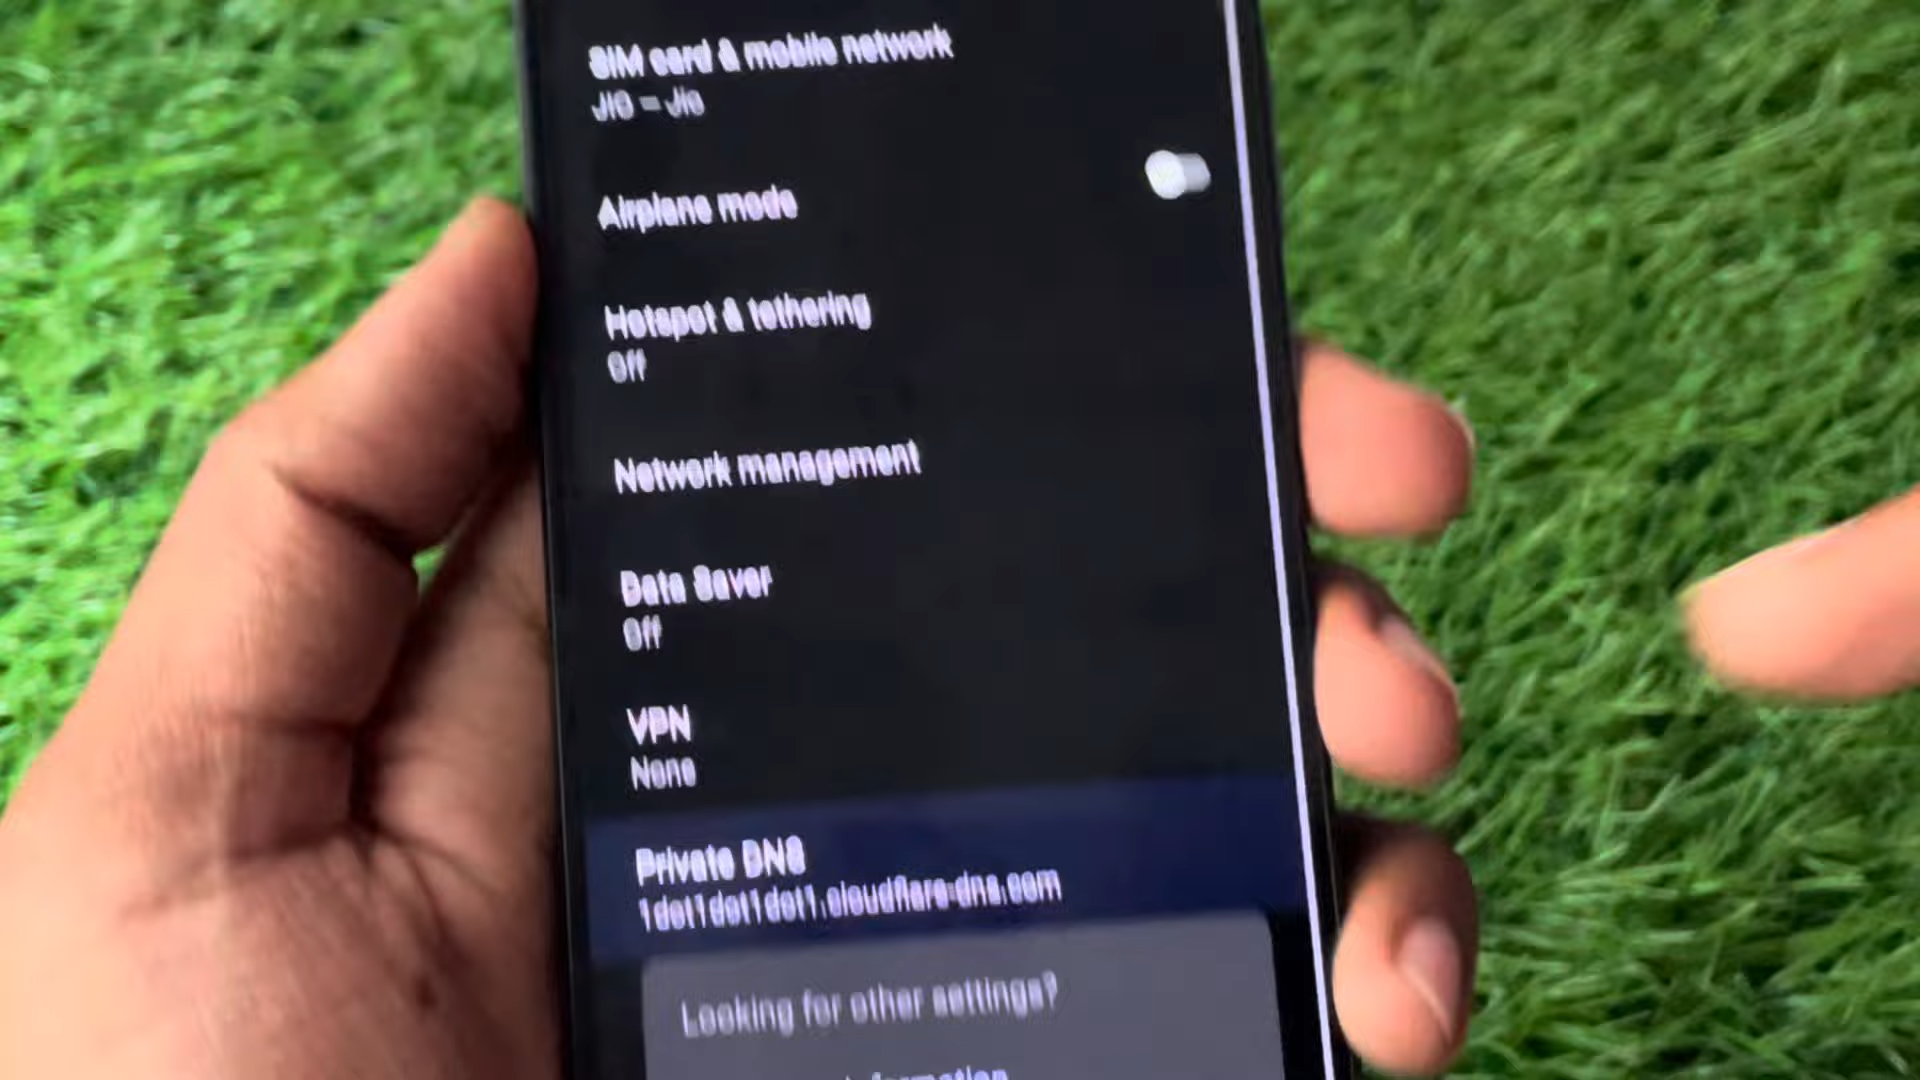 SIM card & mobile network
JIO – Jio
Airplane mode
Hotspot & tethering
Off
Network management
Data Saver
Off
VPN
None
Private DNS
1dot1dot1dot1.cloudflare-dns.com
Looking for other settings?